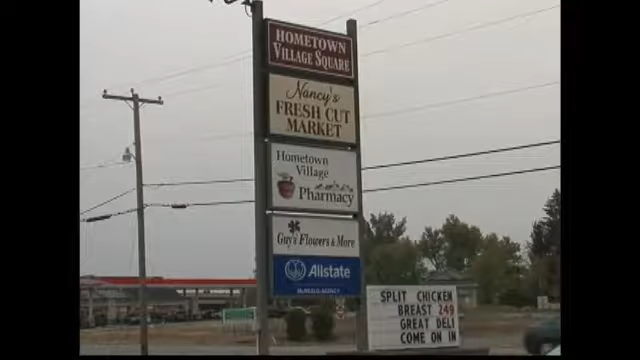 HOMETOWN
VILLAGE SQUARE
Nancy's
FRESH CUT
MARKET
Hometown
Village
Pharmacy
Guy's Flowers & More
Allstate
SPLIT CHICKEN
BREAST 249
GREAT DELI
COME ON IN